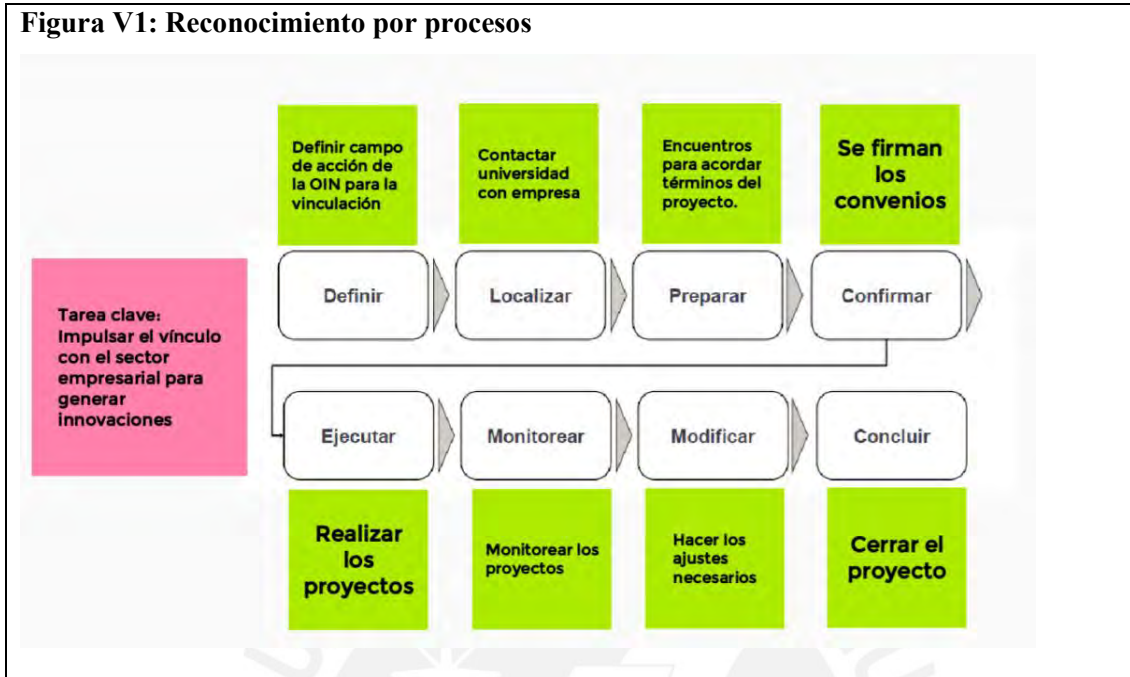 Figura V1: Reconocimiento por procesos
Definir campo
de acción de
la OIN para la
vinculación
Contactar
universidad
con empresa
Encuentros
para acordar
términos del
proyecto.
Se firman
los
convenios
Tarea clave:
Impulsar el vínculo
con el sector
empresarial para
generar
innovaciones
Definir
Localizar
Preparar
Confirmar
Ejecutar
Monitorear
Modificar
Concluir
Realizar
los
proyectos
Monitorear los
proyectos
Hacer los
ajustes
necesarios
Cerrar el
proyecto